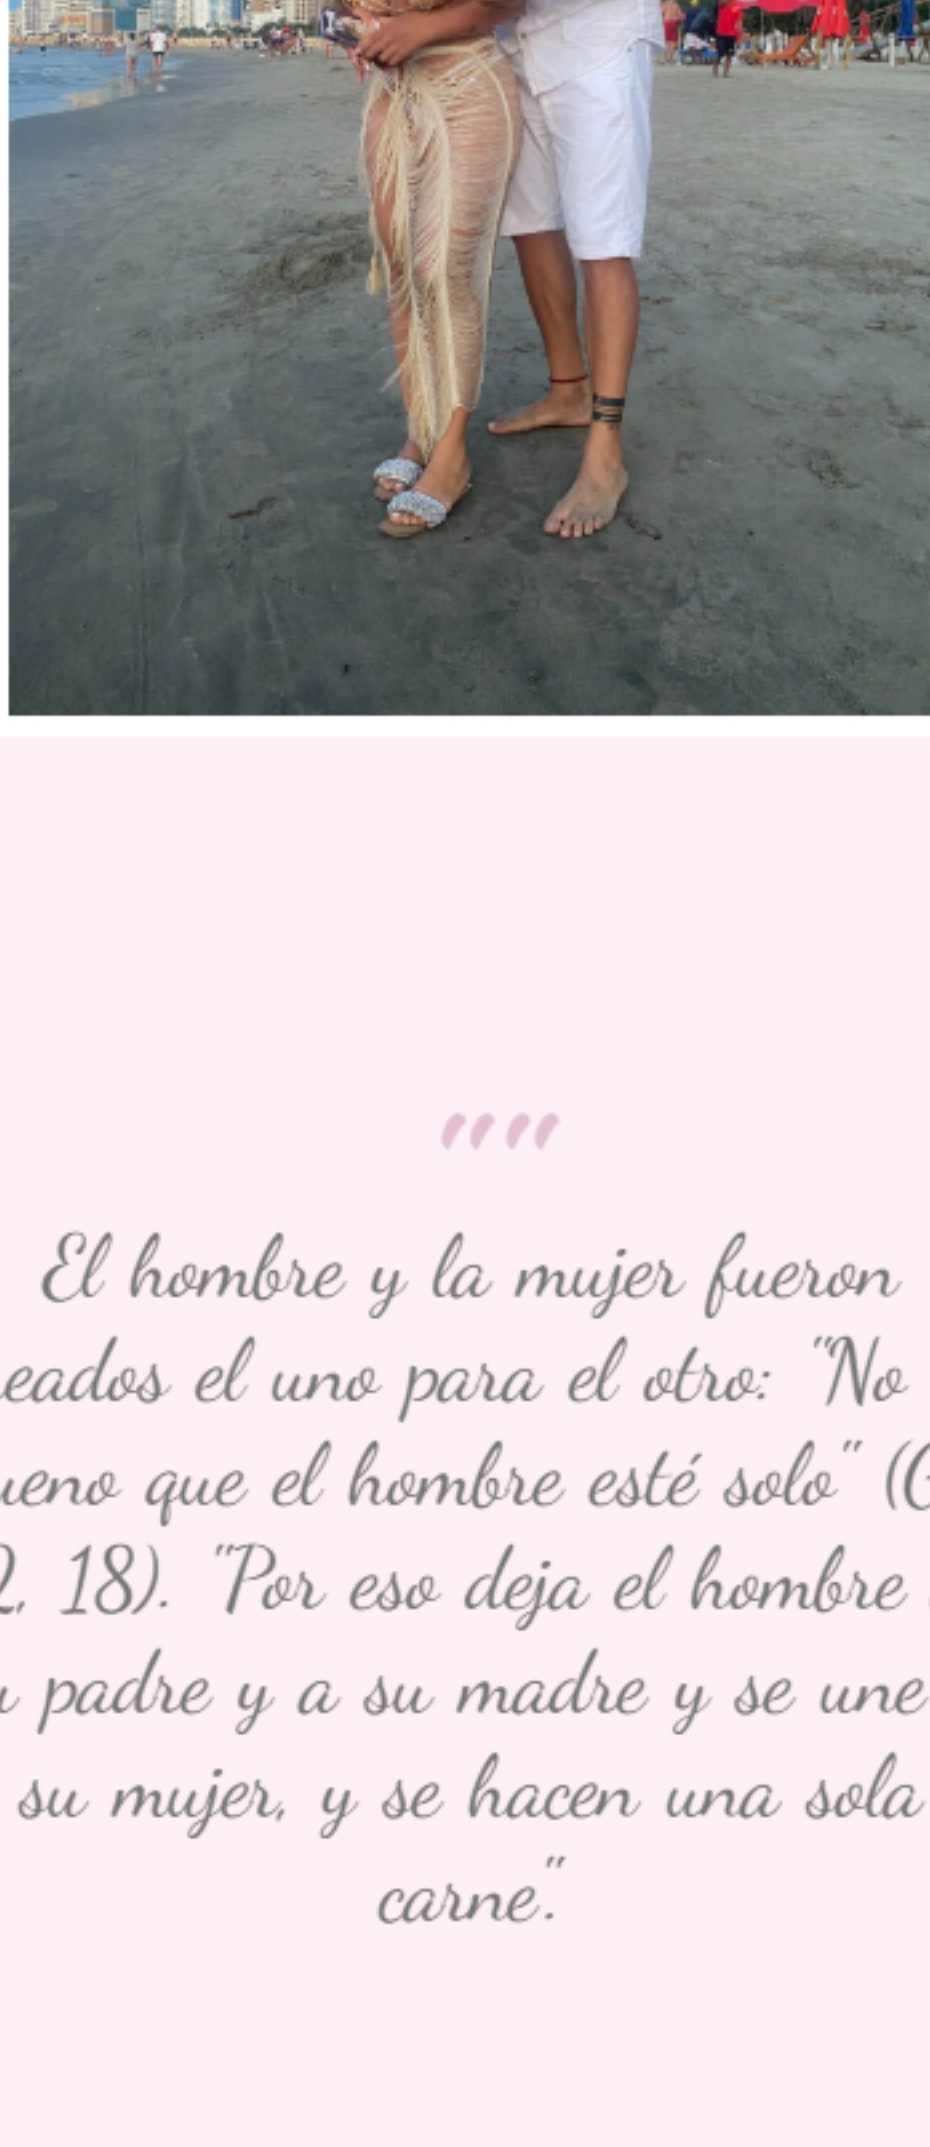 ""
El hombre y la mujer fueron
eados el uno para el otro: "No
ueno que el hombre esté solo" (G
2, 18). "Por eso deja el hombre
padre y a su madre y se une
su mujer, y se hacen una sola
carne".